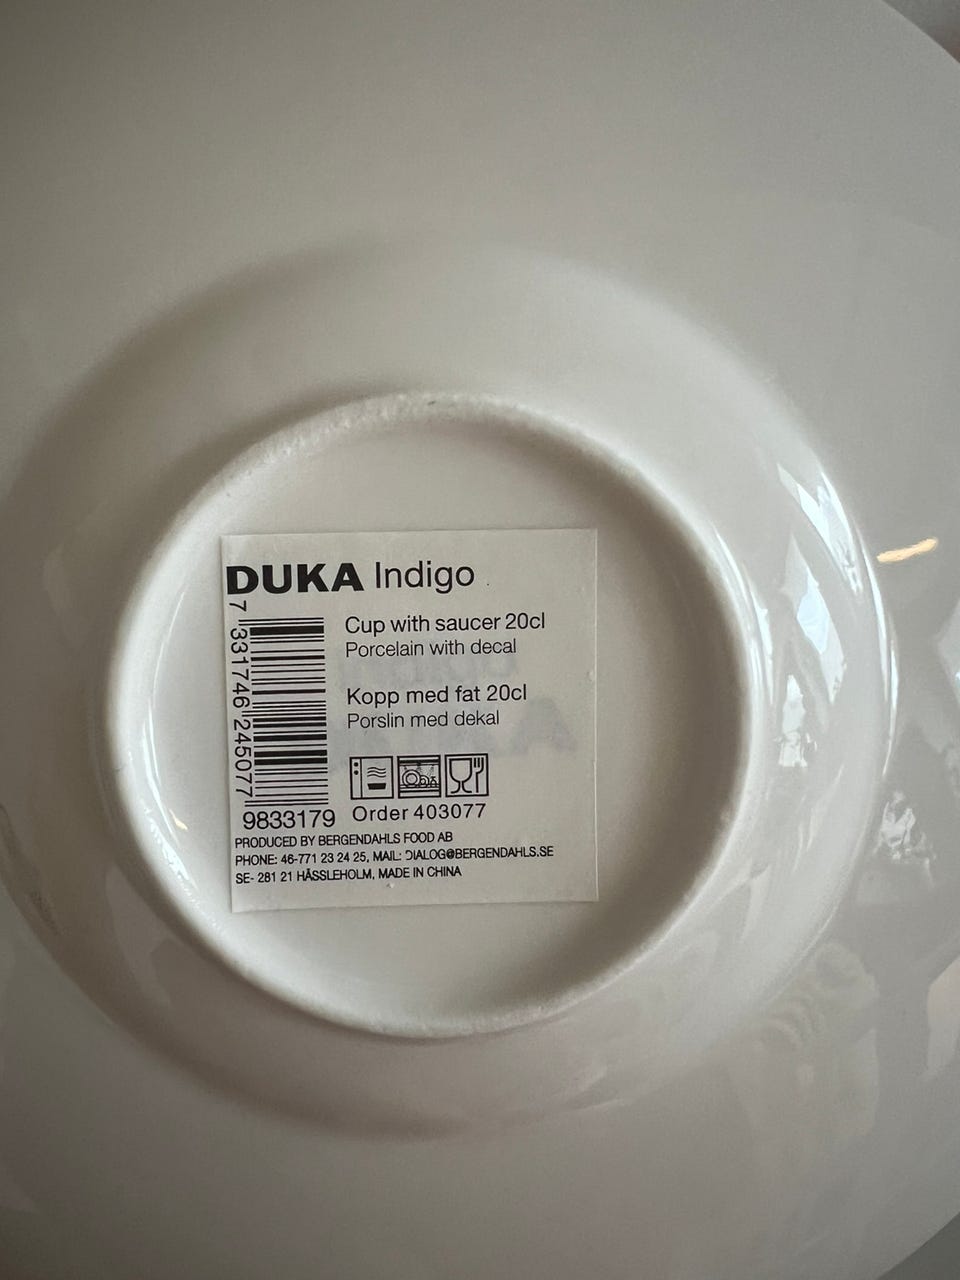 DUKA Indigo
7 331746 245077
Cup with saucer 20cl
Porcelain with decal
Kopp med fat 20cl
Porslin med dekal
9833179
Order 403077
PRODUCED BY BERGENDAHLS FOOD AB
PHONE: 46-771 23 24 25, MAIL: DIALOG@BERGENDAHLS.SE
SE- 281 21 HÄSSLEHOLM, MADE IN CHINA